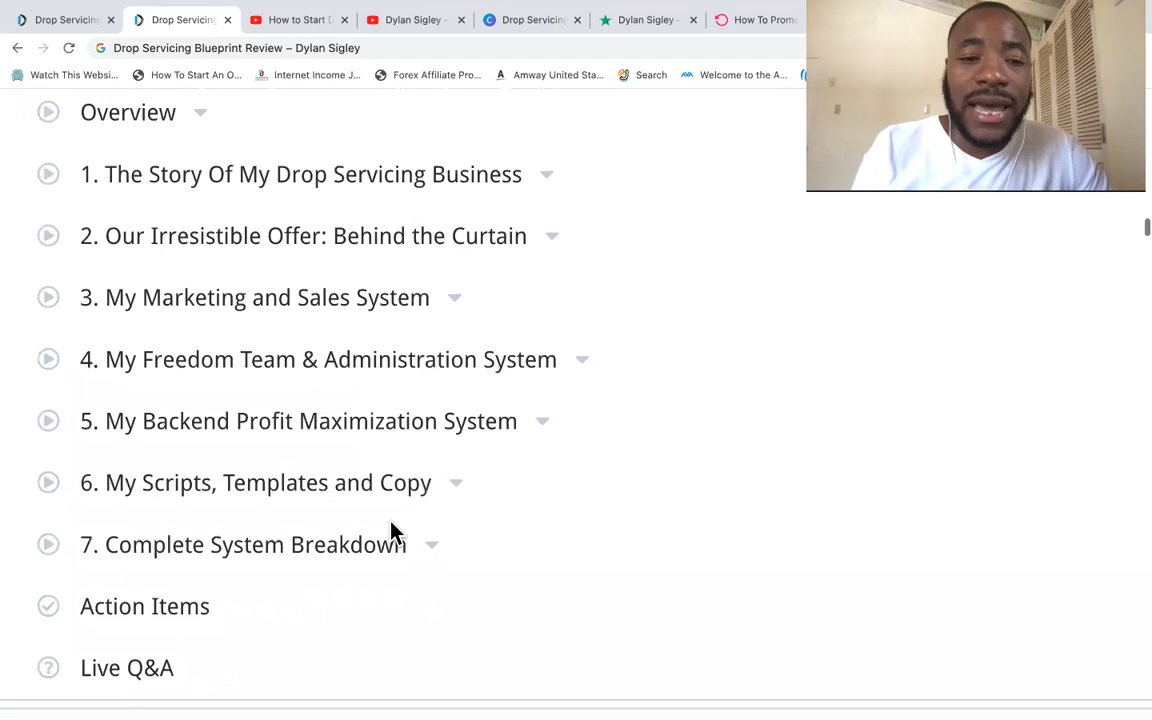 Drop Servicing
Drop Servicing
How to Start D
Dylan Sigley -
Drop Servicing
Dylan Sigley -
How To Promo
Drop Servicing Blueprint Review – Dylan Sigley
Watch This Websi...
How To Start An O...
Internet Income J...
Forex Affiliate Pro...
Amway United Sta...
Search
Welcome to the A...
Overview
1. The Story Of My Drop Servicing Business
2. Our Irresistible Offer: Behind the Curtain
3. My Marketing and Sales System
4. My Freedom Team & Administration System
5. My Backend Profit Maximization System
6. My Scripts, Templates and Copy
7. Complete System Breakdown
Action Items
Live Q&A